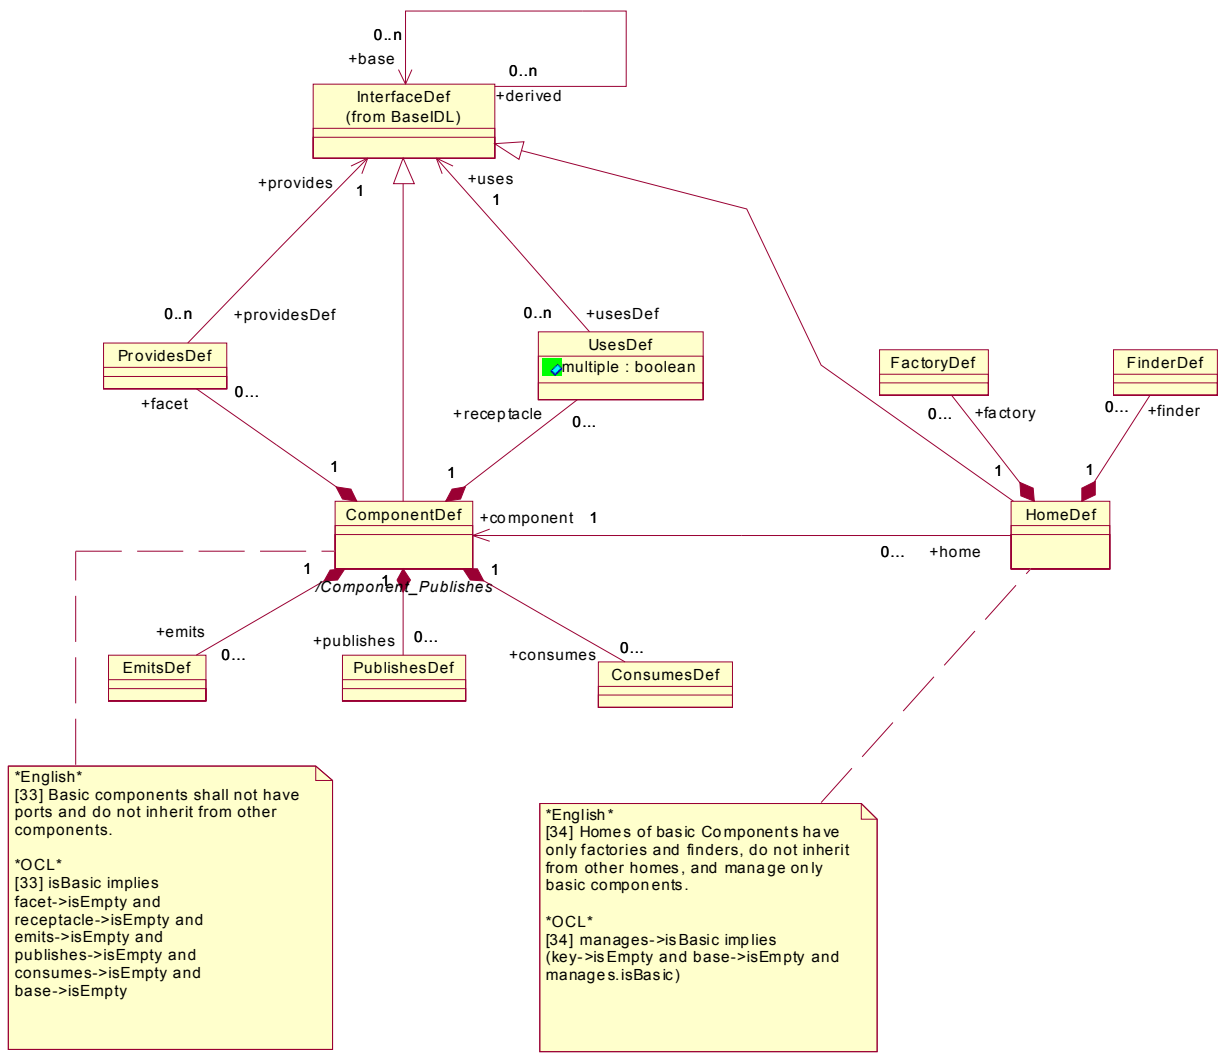 0..n
+base
0..n
+derived
InterfaceDef
(from BaseIDL)
+provides
1
+uses
1
0..n
+providesDef
0..n
+usesDef
ProvidesDef
UsesDef
multiple : boolean
FactoryDef
FinderDef
0...
+facet
+receptacle
0...
0...
+factory
0...
+finder
1
1
1
1
ComponentDef
+component
1
HomeDef
0...
+home
1
1
1
/Component_Publishes
+emits
0...
+publishes
0...
+consumes
0...
EmitsDef
PublishesDef
ConsumesDef
*English*
[33] Basic components shall not have
ports and do not inherit from other
components.
*OCL*
[33] isBasic implies
facet->isEmpty and
receptacle->isEmpty and
emits->isEmpty and
publishes->isEmpty and
consumes->isEmpty and
base->isEmpty
*English*
[34] Homes of basic Components have
only factories and finders, do not inherit
from other homes, and manage only
basic components.
*OCL*
[34] manages->isBasic implies
(key->isEmpty and base->isEmpty and
manages.isBasic)